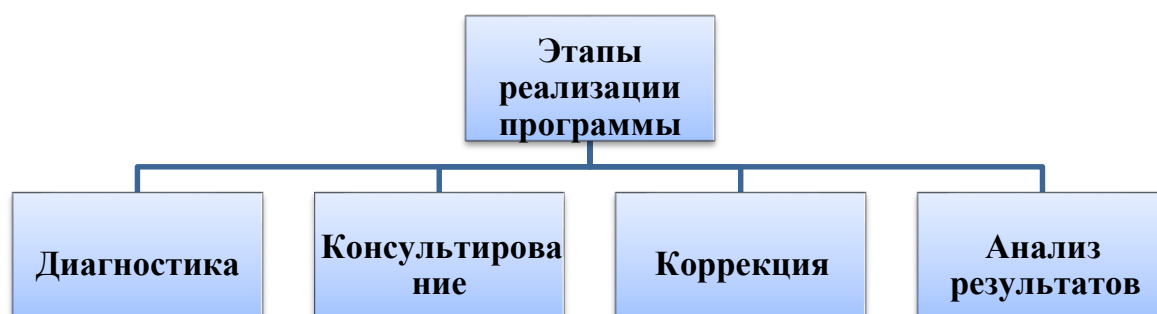 Этапы
реализации
программы
Диагностика
Консультирова
ние
Коррекция
Анализ
результатов